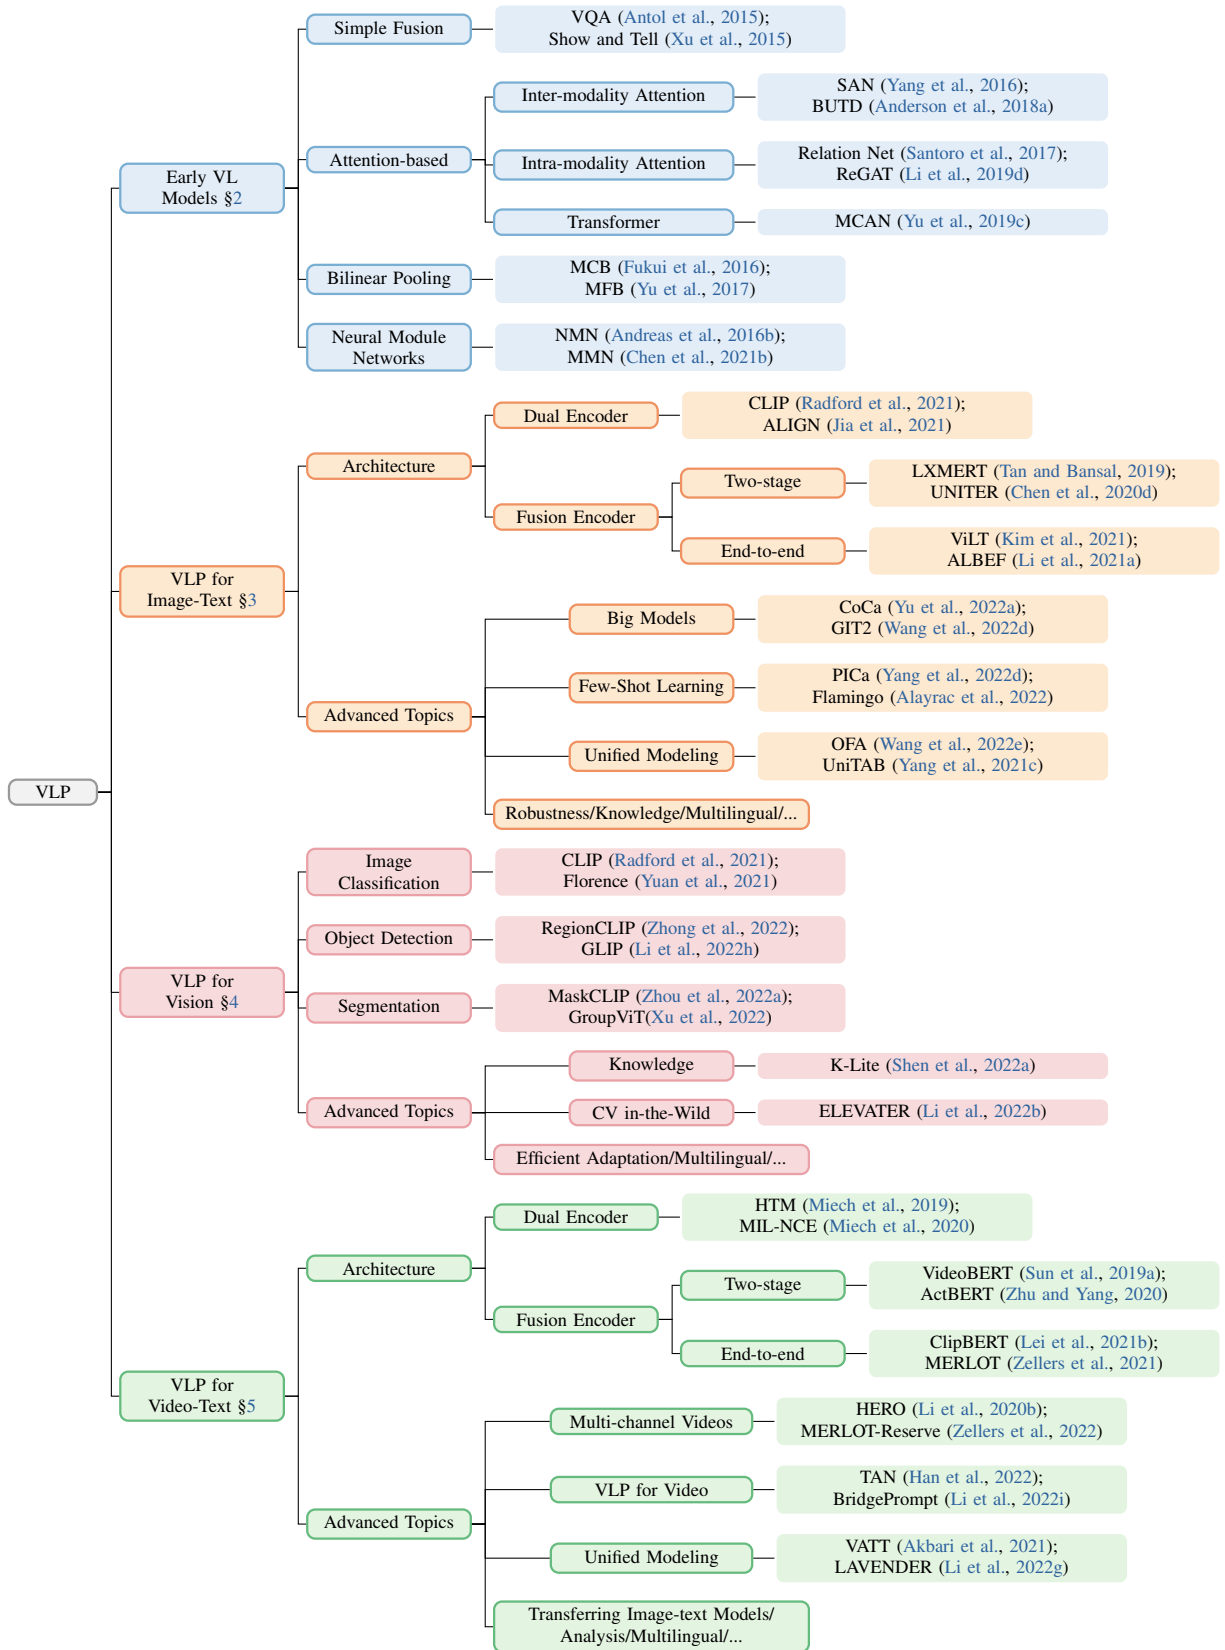 Simple Fusion
VQA (Antol et al., 2015);
Show and Tell (Xu et al., 2015)
Inter-modality Attention
SAN (Yang et al., 2016);
BUTD (Anderson et al., 2018a)
Early VL
Models §2
Attention-based
Intra-modality Attention
Relation Net (Santoro et al., 2017);
ReGAT (Li et al., 2019d)
Transformer
MCAN (Yu et al., 2019c)
Bilinear Pooling
MCB (Fukui et al., 2016);
MFB (Yu et al., 2017)
Neural Module
Networks
NMN (Andreas et al., 2016b)
MMN (Chen et al., 2021b)
Dual Encoder
CLIP (Radford et al., 2021);
ALIGN (Jia et al., 2021)
Architecture
Two-stage
LXMERT (Tan and Bansal, 2019);
UNITER (Chen et al., 2020d)
Fusion Encoder
End-to-end
ViLT (Kim et al., 2021);
ALBEF (Li et al., 2021a)
VLP for
Image-Text §3
Big Models
CoCa (Yu et al., 2022a);
GIT2 (Wang et al., 2022d)
Few-Shot Learning
PICa (Yang et al., 2022d);
Flamingo (Alayrac et al., 2022)
Advanced Topics
Unified Modeling
OFA (Wang et al., 2022e);
UniTAB (Yang et al., 2021c)
Robustness/Knowledge/Multilingual/...
VLP
Image
Classification
CLIP (Radford et al., 2021);
Florence (Yuan et al., 2021)
Object Detection
RegionCLIP (Zhong et al., 2022);
GLIP (Li et al., 2022h)
VLP for
Vision §4
Segmentation
MaskCLIP (Zhou et al., 2022a);
GroupViT(Xu et al., 2022)
Knowledge
K-Lite (Shen et al., 2022a)
Advanced Topics
CV in-the-Wild
ELEVATER (Li et al., 2022b)
Efficient Adaptation/Multilingual/...
Dual Encoder
HTM (Miech et al., 2019);
MIL-NCE (Miech et al., 2020)
Architecture
Two-stage
VideoBERT (Sun et al., 2019a);
ActBERT (Zhu and Yang, 2020)
Fusion Encoder
End-to-end
ClipBERT (Lei et al., 2021b);
MERLOT (Zellers et al., 2021)
VLP for
Video-Text §5
Multi-channel Videos
HERO (Li et al., 2020b);
MERLOT-Reserve (Zellers et al., 2022)
VLP for Video
TAN (Han et al., 2022);
BridgePrompt (Li et al., 2022i)
Advanced Topics
Unified Modeling
VATT (Akbari et al., 2021);
LAVENDER (Li et al., 2022g)
Transferring Image-text Models/
Analysis/Multilingual/...